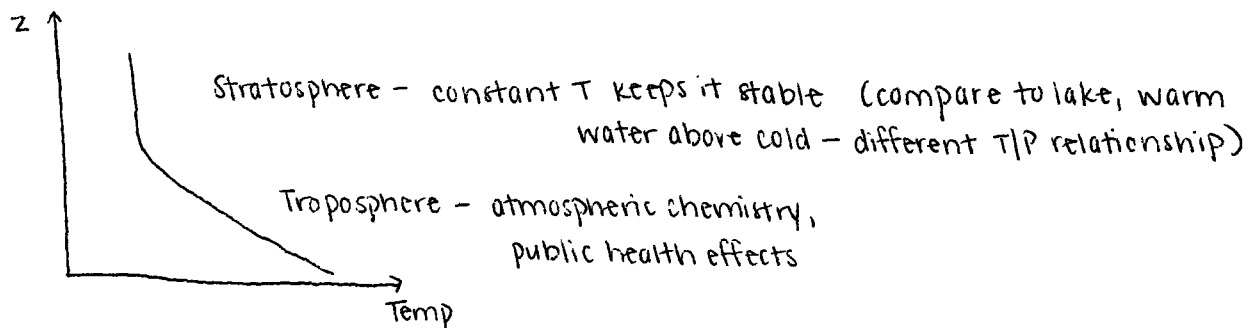 z
Stratosphere - constant T keeps it stable (compare to lake, warm
water above cold - different T/P relationship)
Troposphere - atmospheric chemistry,
public health effects
Temp